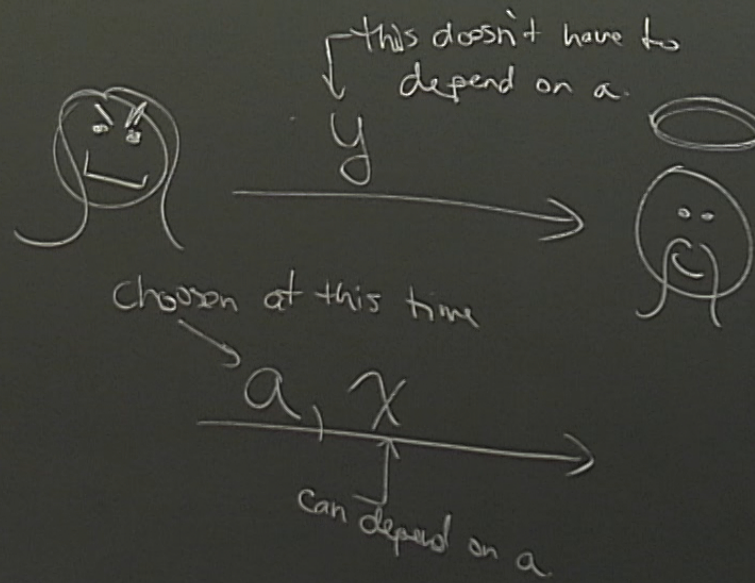 this doesn't have to
depend on a.
y
Choosen at this time
a, x
can depend on a